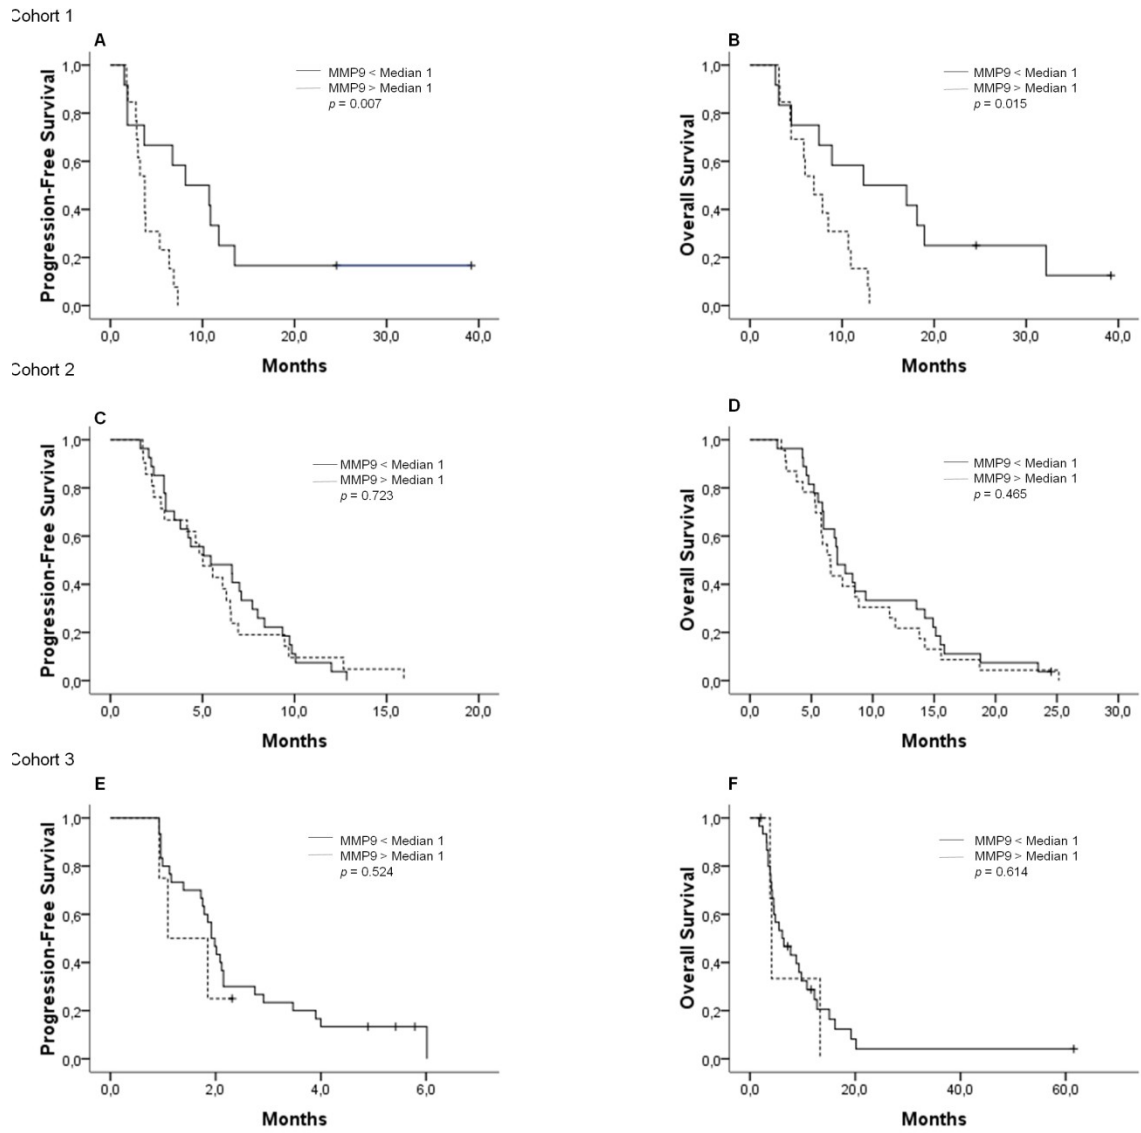 Cohort 1
A
Progression-Free Survival
1,0
0,8
0,6
0,4
0,2
0,0
0,0 10,0 20,0 30,0 40,0
Months
MMP9 < Median 1
MMP9 > Median 1
p = 0.007
B
Overall Survival
1,0
0,8
0,6
0,4
0,2
0,0
0,0 10,0 20,0 30,0 40,0
Months
MMP9 < Median 1
MMP9 > Median 1
p = 0.015
Cohort 2
C
Progression-Free Survival
1,0
0,8
0,6
0,4
0,2
0,0
0,0 5,0 10,0 15,0 20,0
Months
MMP9 < Median 1
MMP9 > Median 1
p = 0.723
D
Overall Survival
1,0
0,8
0,6
0,4
0,2
0,0
0,0 5,0 10,0 15,0 20,0 25,0 30,0
Months
MMP9 < Median 1
MMP9 > Median 1
p = 0.465
Cohort 3
E
Progression-Free Survival
1,0
0,8
0,6
0,4
0,2
0,0
0,0 2,0 4,0 6,0
Months
MMP9 < Median 1
MMP9 > Median 1
p = 0.524
F
Overall Survival
1,0
0,8
0,6
0,4
0,2
0,0
0,0 20,0 40,0 60,0
Months
MMP9 < Median 1
MMP9 > Median 1
p = 0.614